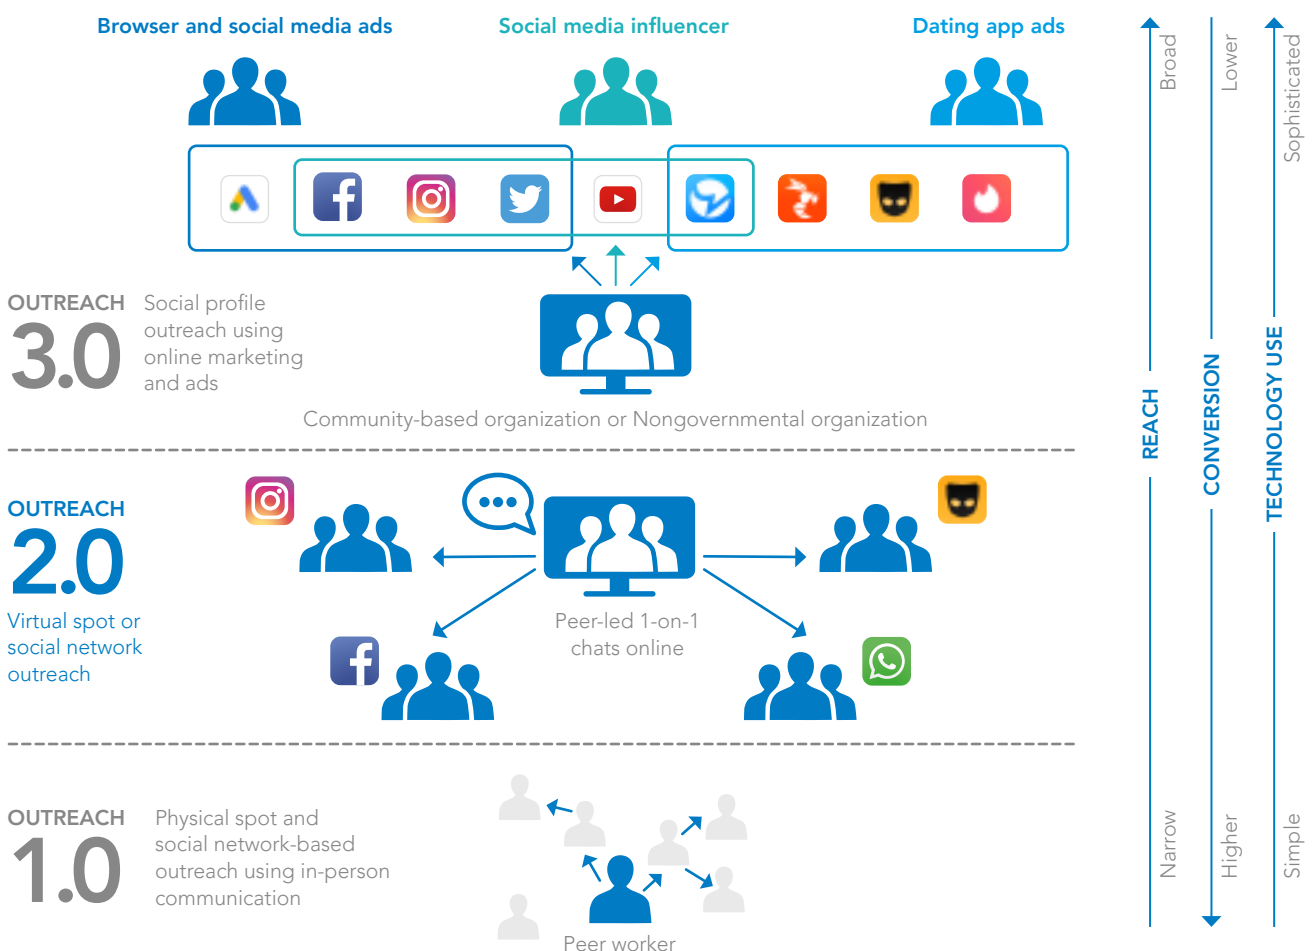 Browser and social media ads
Social media influencer
Dating app ads
OUTREACH
3.0
Social profile
outreach using
online marketing
and ads
Community-based organization or Nongovernmental organization
OUTREACH
2.0
Virtual spot or
social network
outreach
Peer-led 1-on-1
chats online
OUTREACH
1.0
Physical spot and
social network-based
outreach using in-person
communication
Peer worker
Broad
REACH
Narrow
Lower
CONVERSION
Higher
Sophisticated
TECHNOLOGY USE
Simple